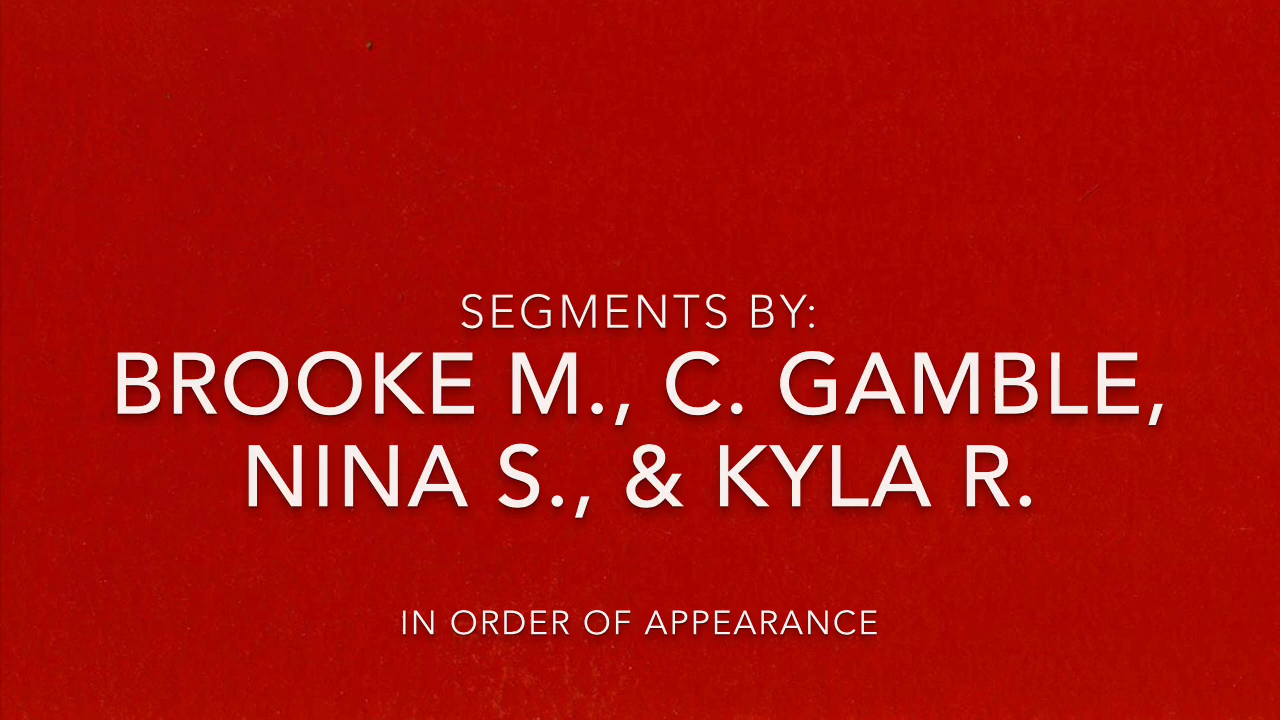 SEGMENTS BY:
BROOKE M., C. GAMBLE,
NINA S., & KYLA R.
IN ORDER OF APPEARANCE